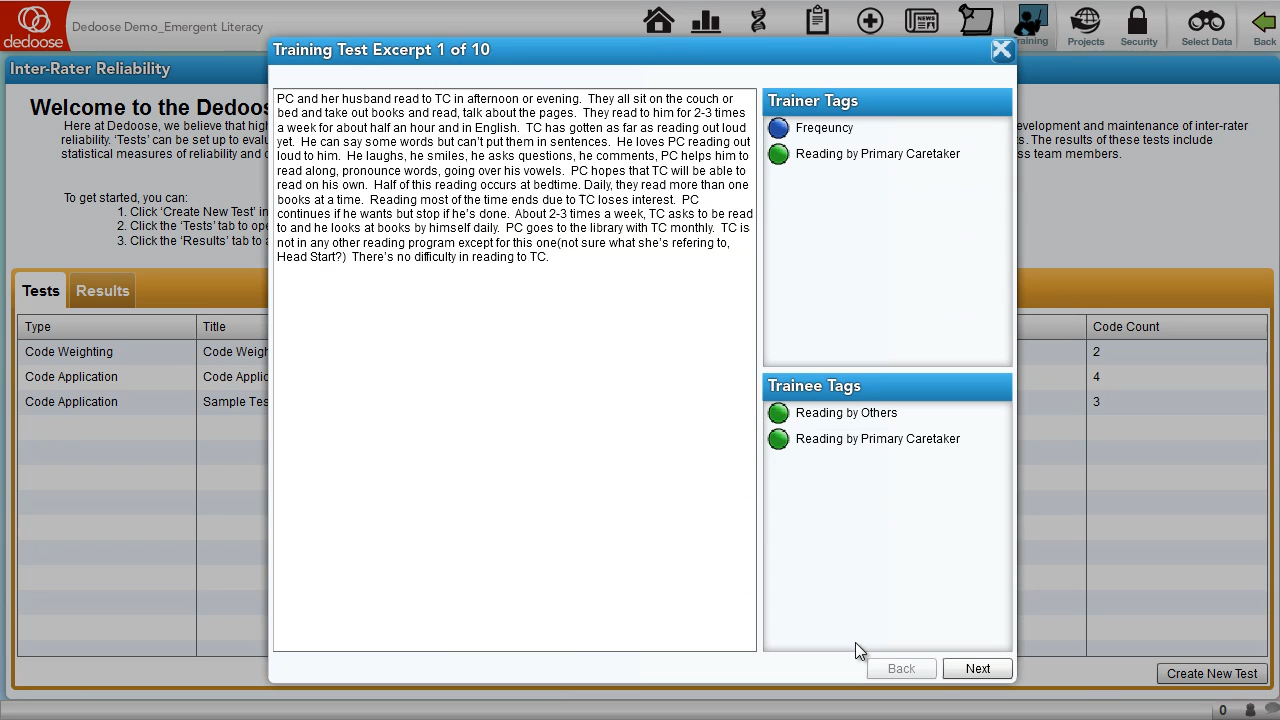 dedoose
Dedoose Demo_Emergent Literacy
Training
Projects
Security
Select Data
Back
NEWS
Inter-Rater Reliability
Training Test Excerpt 1 of 10
Welcome to the Dedoos
Here at Dedoose, we believe that high
evelopment and maintenance of inter-rater
reliability. 'Tests' can be set up to evalu
s. The results of these tests include
statistical measures of reliability and c
ss team members.
To get started, you can:
1. Click 'Create New Test' in
2. Click the 'Tests' tab to ope
3. Click the 'Results' tab to a
PC and her husband read to TC in afternoon or evening. They all sit on the couch or
bed and take out books and read, talk about the pages. They read to him for 2-3 times
a week for about half an hour and in English. TC has gotten as far as reading out loud
yet. He can say some words but can't put them in sentences. He loves PC reading out
loud to him. He laughs, he smiles, he asks questions, he comments, PC helps him to
read along, pronounce words, going over his vowels. PC hopes that TC will be able to
read on his own. Half of this reading occurs at bedtime. Daily, they read more than one
books at a time. Reading most of the time ends due to TC loses interest. PC
continues if he wants but stop if he's done. About 2-3 times a week, TC asks to be read
to and he looks at books by himself daily. PC goes to the library with TC monthly. TC is
not in any other reading program except for this one(not sure what she's refering to,
Head Start?) There's no difficulty in reading to TC.
Trainer Tags
Freqeuncy
Reading by Primary Caretaker
Trainee Tags
Reading by Others
Reading by Primary Caretaker
Back
Next
Tests
Results
Type
Title
Code Count
Code Weighting
Code Weigh
2
Code Application
Code Applic
4
Code Application
Sample Tes
3
Create New Test
0